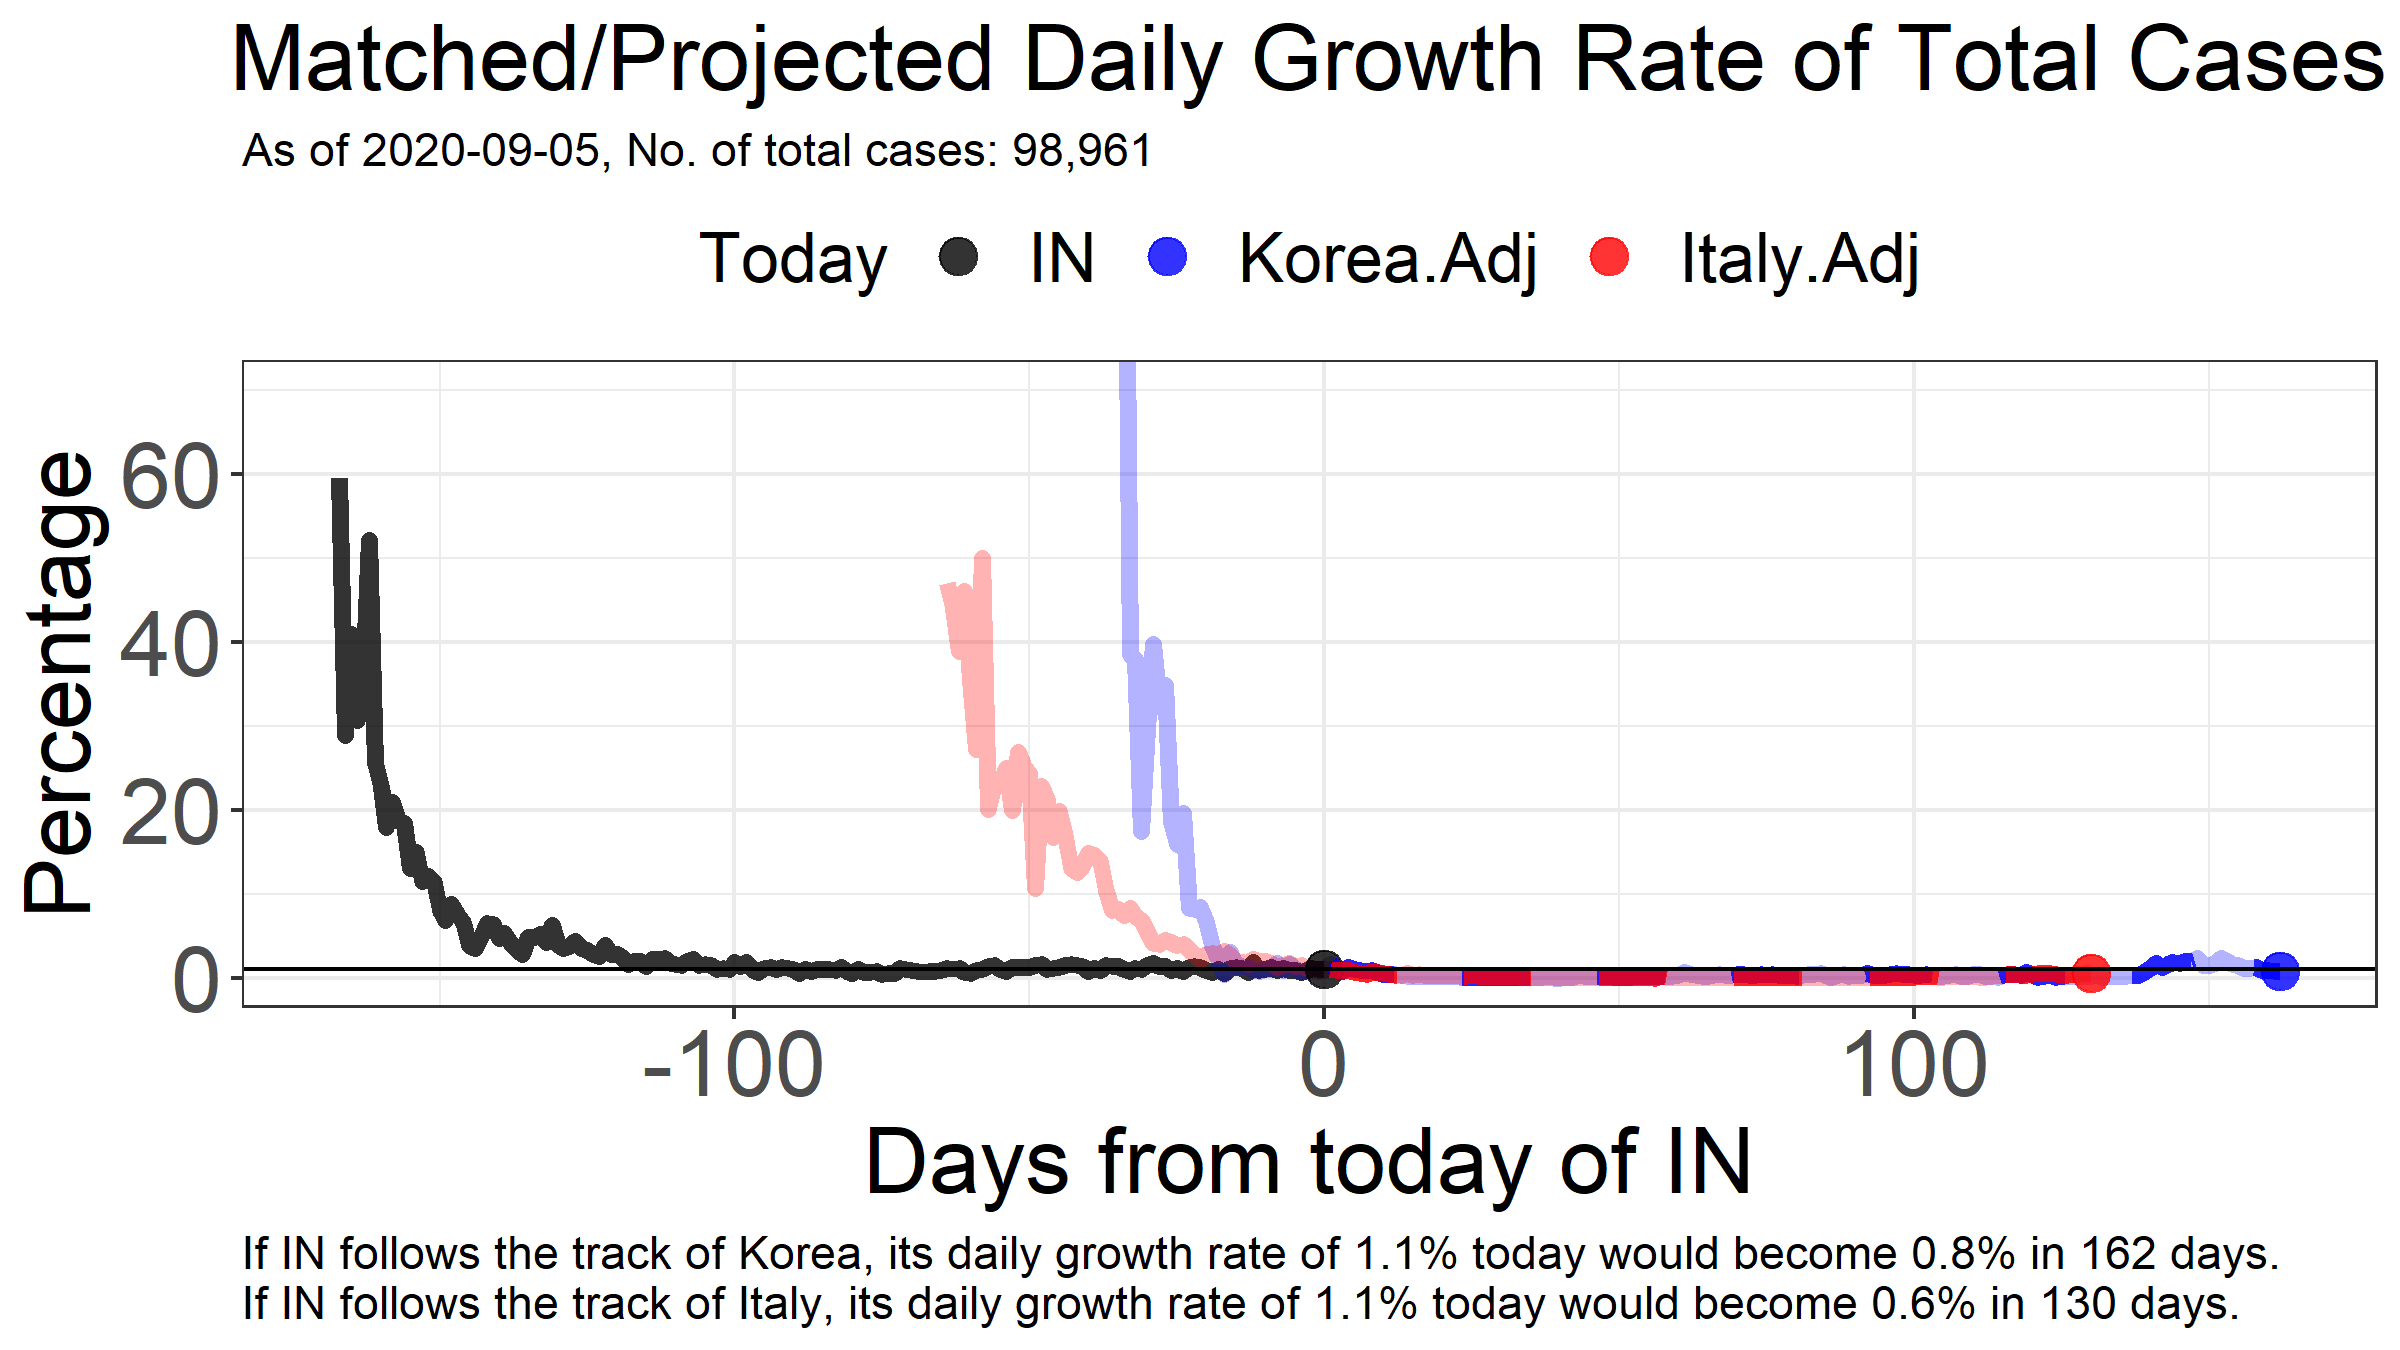 Matched/Projected Daily Growth Rate of Total Cases
As of 2020-09-05, No. of total cases: 98,961
Today IN Korea.Adj Italy.Adj
Percentage
60
40
20
0
-100 0 100
Days from today of IN
If IN follows the track of Korea, its daily growth rate of 1.1% today would become 0.8% in 162 days.
If IN follows the track of Italy, its daily growth rate of 1.1% today would become 0.6% in 130 days.